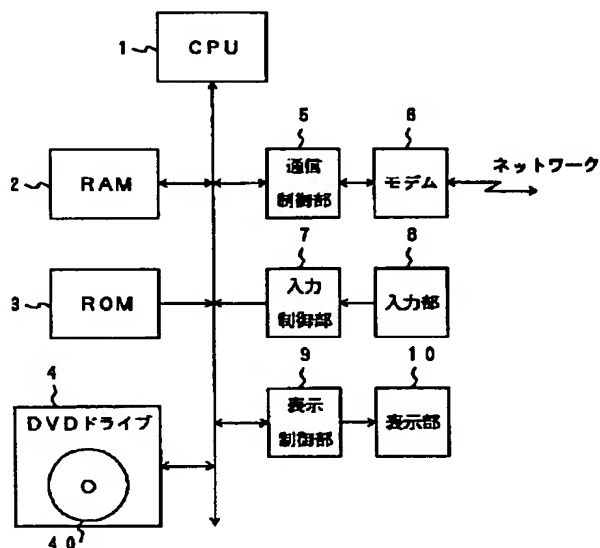 1
CPU
2
RAM
3
ROM
4
DVDドライブ
40
5
通信
制御部
6
モデム
ネットワーク
7
入力
制御部
8
入力部
9
表示
制御部
10
表示部